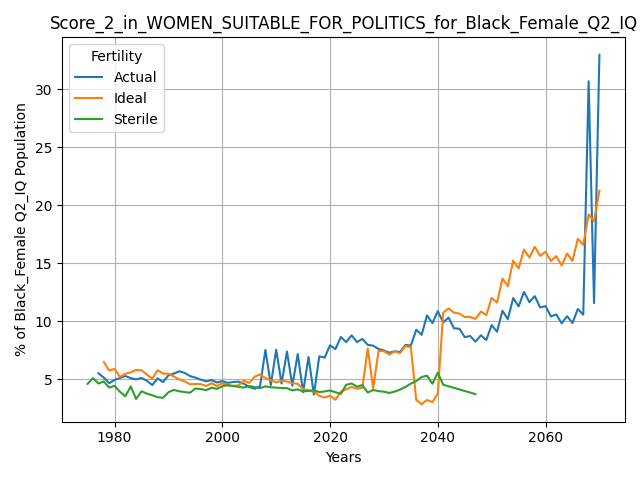 Score_2_in_WOMEN_SUITABLE_FOR_POLITICS_for_Black_Female_Q2_IQ
Fertility
Actual
Ideal
Sterile
% of Black_Female Q2_IQ Population
30
25
20
15
10
5
1980
2000
2020
2040
2060
Years